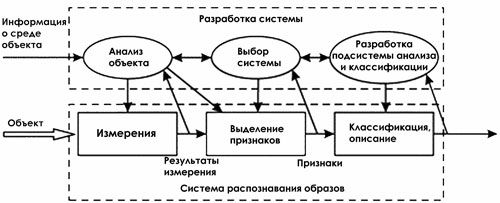 Разработка системы
Информация
о среде
объекта
Анализ
объекта
Выбор
системы
Разработка
подсистемы анализа
и классификации
Объект
Измерения
Выделение
признаков
Классификация,
описание
Результаты
измерения
Признаки
Система распознавания образов